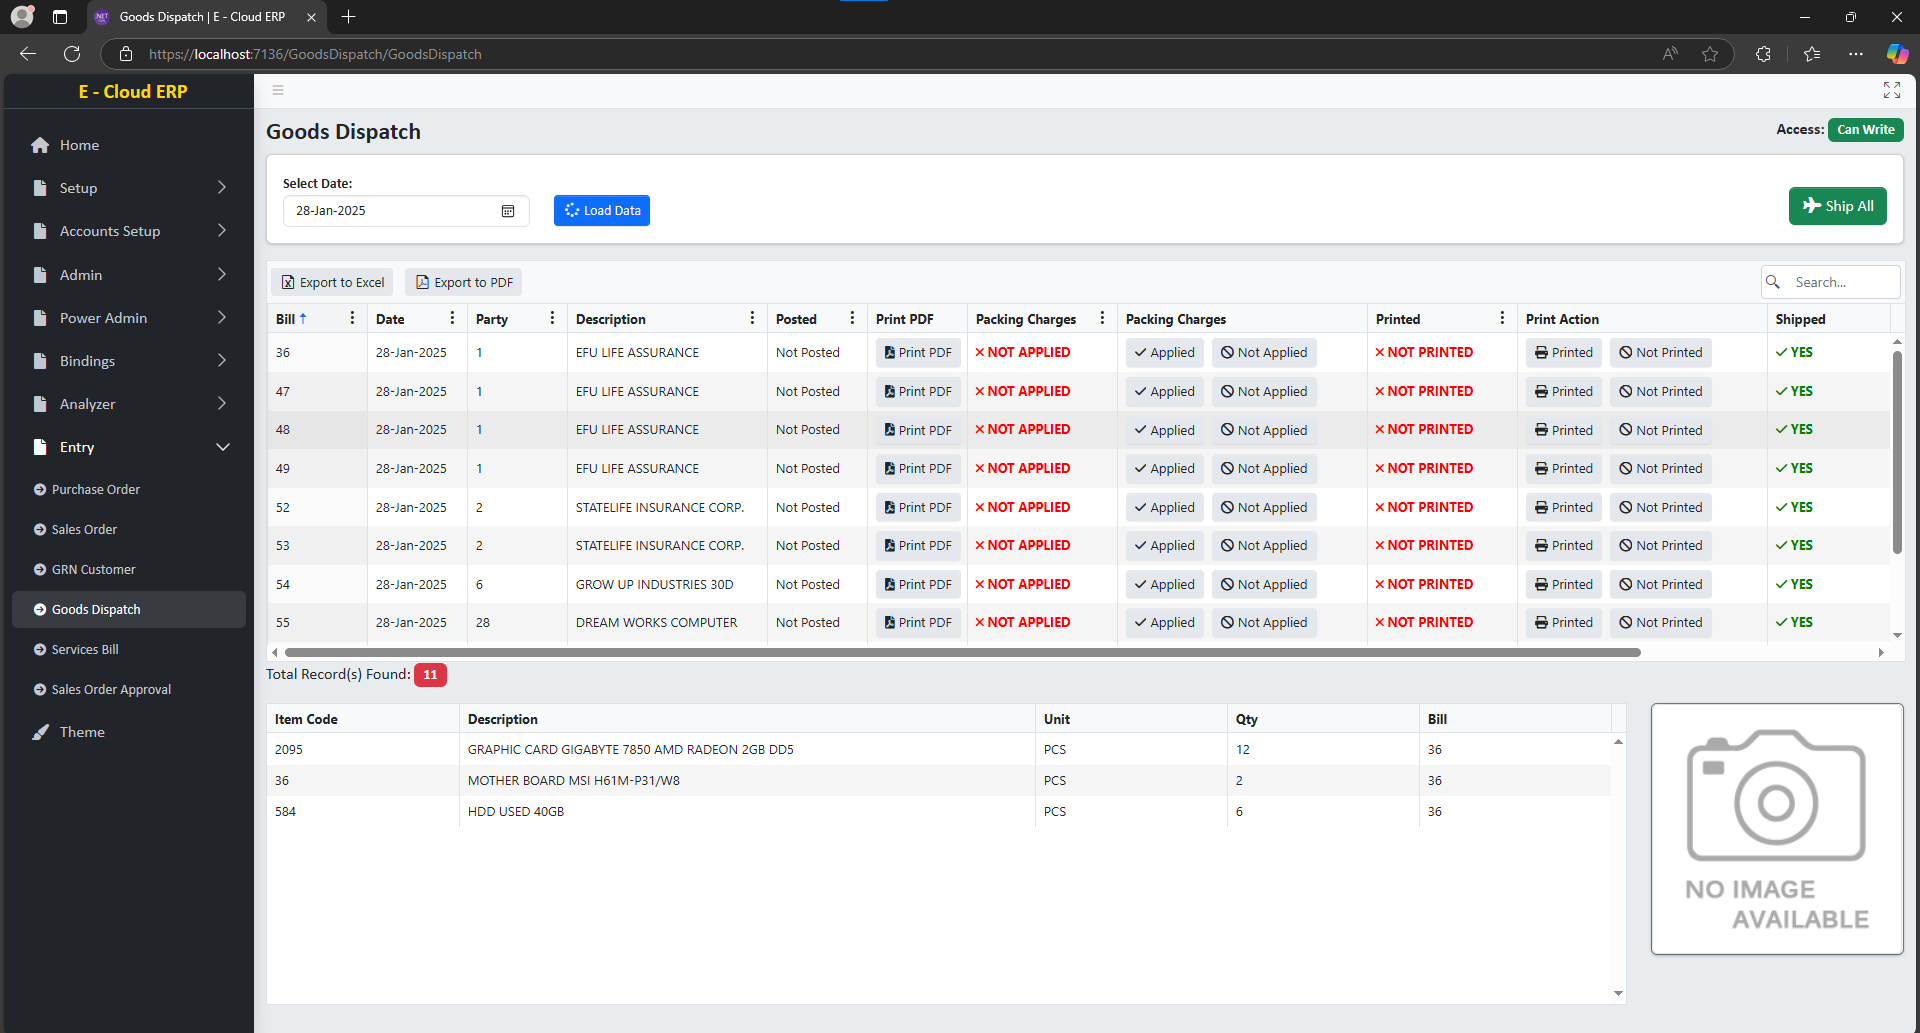 Goods Dispatch | E - Cloud ERP
https://localhost:7136/GoodsDispatch/GoodsDispatch
E - Cloud ERP
Home
Setup
Accounts Setup
Admin
Power Admin
Bindings
Analyzer
Entry
Purchase Order
Sales Order
GRN Customer
Goods Dispatch
Services Bill
Sales Order Approval
Theme
Goods Dispatch
Access: Can Write
Select Date:
28-Jan-2025 Load Data
Ship All
Export to Excel Export to PDF Search...
Bill Date Party Description Posted Print PDF Packing Charges Packing Charges Printed Print Action Shipped
36 28-Jan-2025 1 EFU LIFE ASSURANCE Not Posted Print PDF NOT APPLIED Applied Not Applied NOT PRINTED Printed Not Printed YES
47 28-Jan-2025 1 EFU LIFE ASSURANCE Not Posted Print PDF NOT APPLIED Applied Not Applied NOT PRINTED Printed Not Printed YES
48 28-Jan-2025 1 EFU LIFE ASSURANCE Not Posted Print PDF NOT APPLIED Applied Not Applied NOT PRINTED Printed Not Printed YES
49 28-Jan-2025 1 EFU LIFE ASSURANCE Not Posted Print PDF NOT APPLIED Applied Not Applied NOT PRINTED Printed Not Printed YES
52 28-Jan-2025 2 STATELIFE INSURANCE CORP. Not Posted Print PDF NOT APPLIED Applied Not Applied NOT PRINTED Printed Not Printed YES
53 28-Jan-2025 2 STATELIFE INSURANCE CORP. Not Posted Print PDF NOT APPLIED Applied Not Applied NOT PRINTED Printed Not Printed YES
54 28-Jan-2025 6 GROW UP INDUSTRIES 30D Not Posted Print PDF NOT APPLIED Applied Not Applied NOT PRINTED Printed Not Printed YES
55 28-Jan-2025 28 DREAM WORKS COMPUTER Not Posted Print PDF NOT APPLIED Applied Not Applied NOT PRINTED Printed Not Printed YES
Total Record(s) Found: 11
Item Code Description Unit Qty Bill
2095 GRAPHIC CARD GIGABYTE 7850 AMD RADEON 2GB DD5 PCS 12 36
36 MOTHER BOARD MSI H61M-P31/W8 PCS 2 36
584 HDD USED 40GB PCS 6 36
NO IMAGE
AVAILABLE